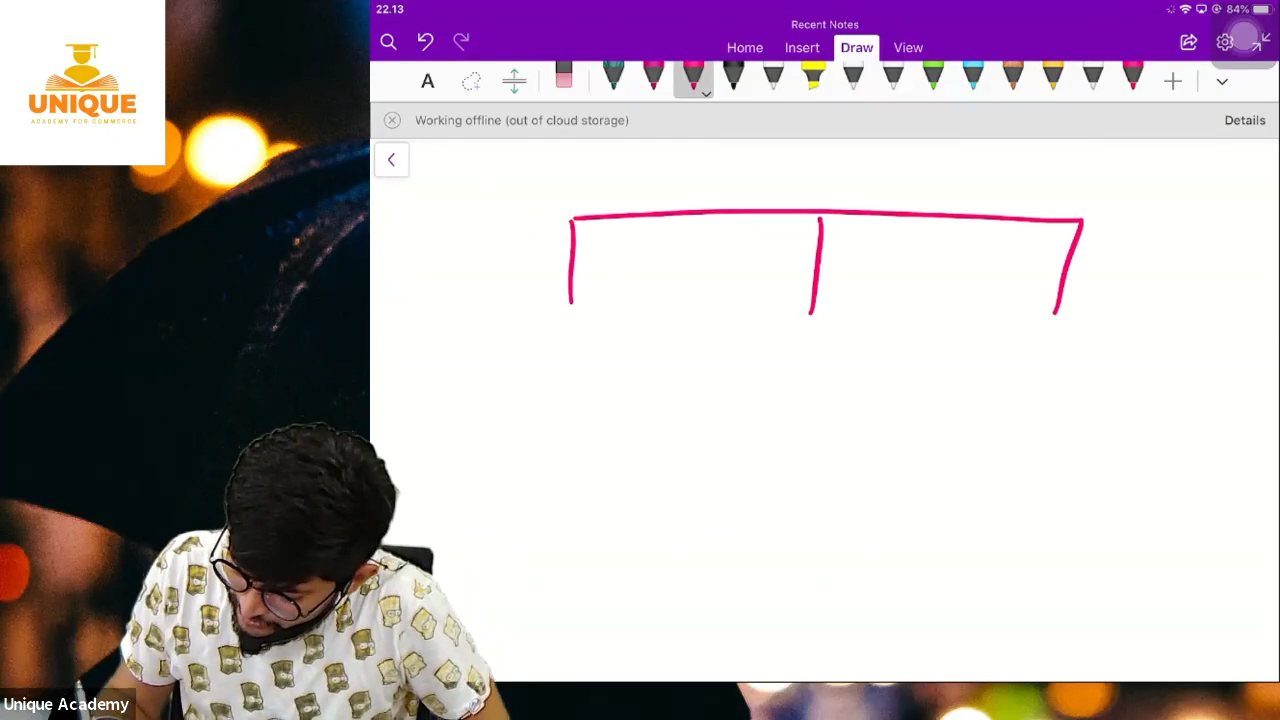 22.13
84%
Recent Notes
Home Insert Draw View
A
Working offline (out of cloud storage)
Details
UNIQUE
ACADEMY FOR COMMERCE
Unique Academy